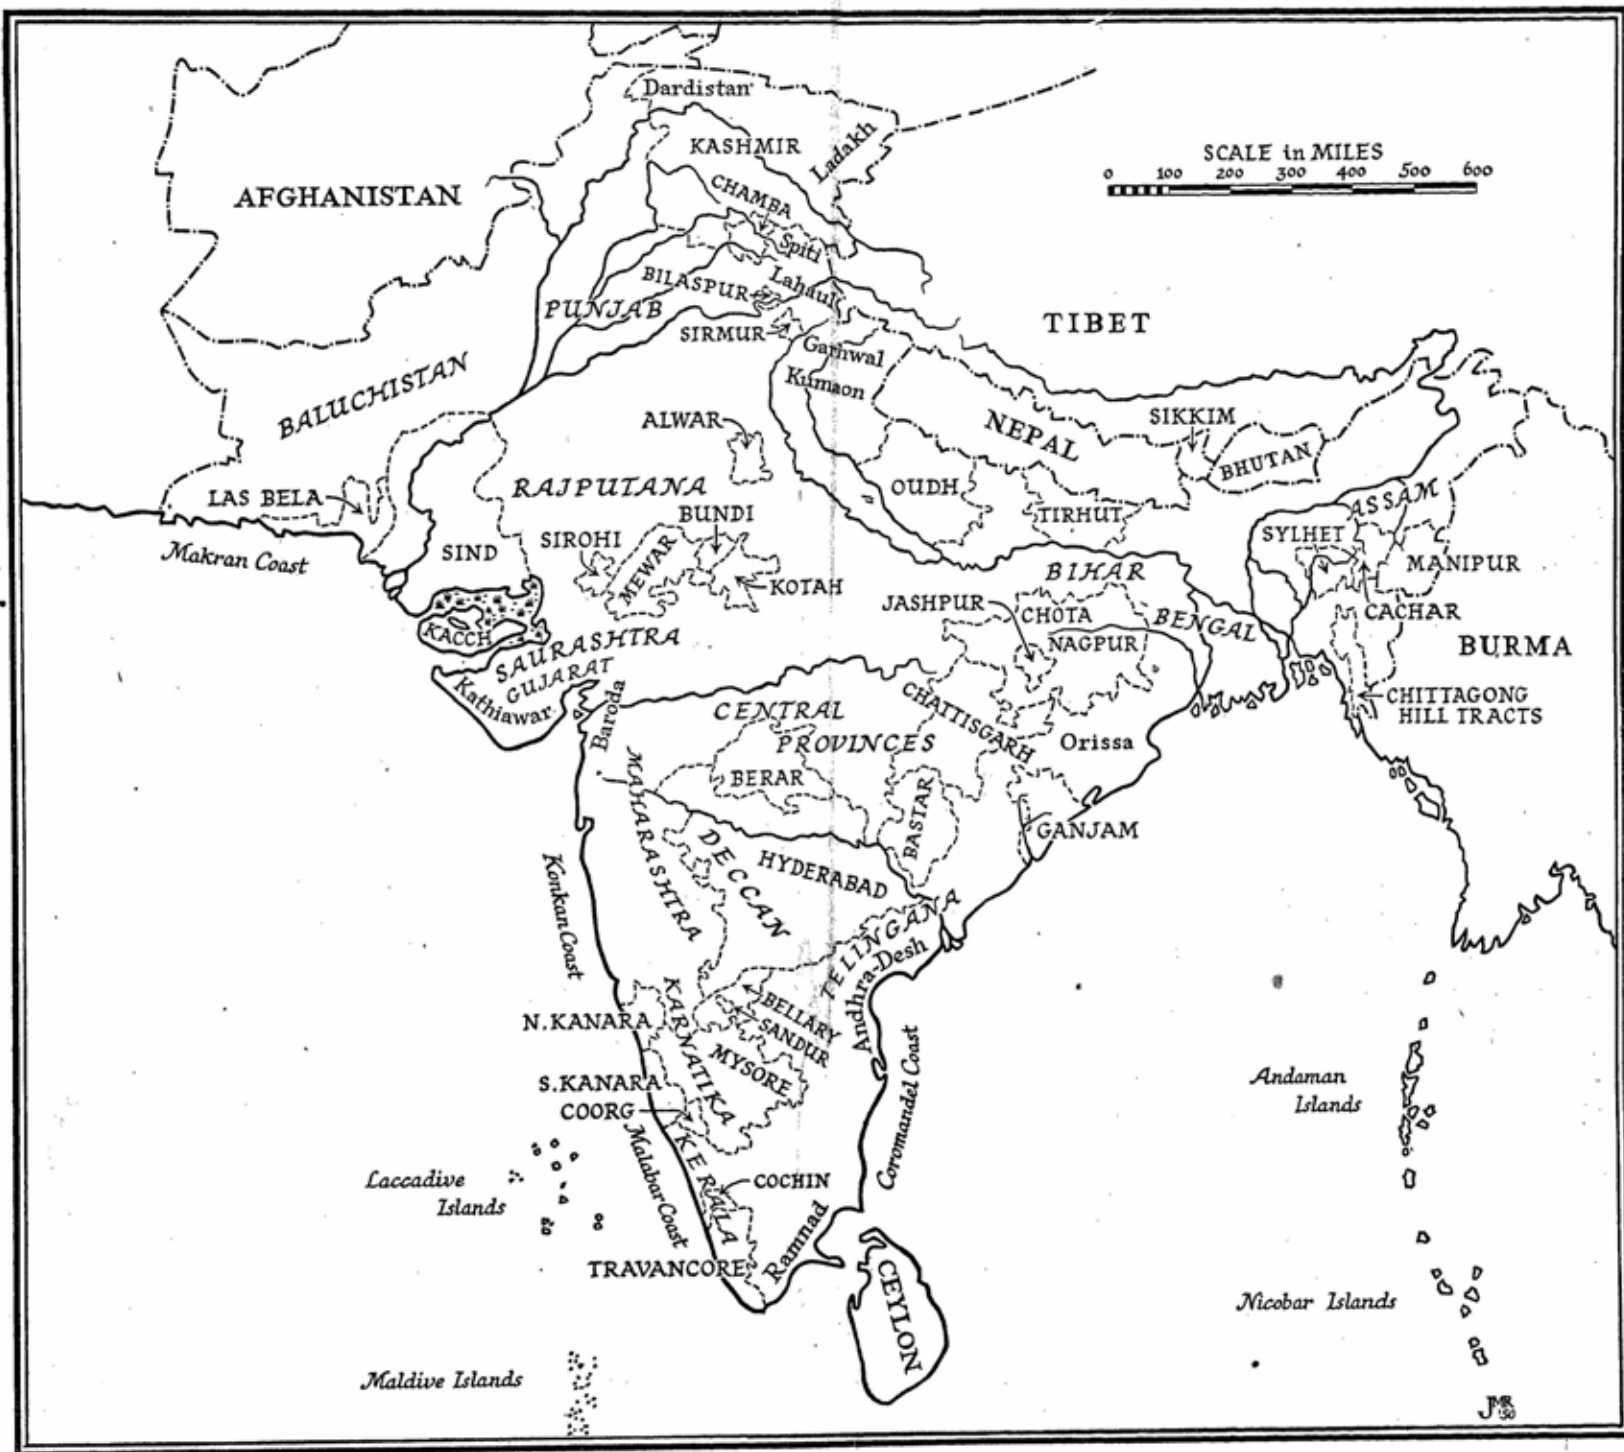 Dardistan
KASHMIR
Ladakh
SCALE in MILES
0 100 200 300 400 500 600
AFGHANISTAN
CHAMBA
Spiti
Lahaul
BILASPUR
PUNJAB
SIRMUR
TIBET
Garhwal
Kumaon
BALUCHISTAN
ALWAR
NEPAL
SIKKIM
BHUTAN
LAS BELA
RAJPUTANA
OUDH
TIRHUT
ASSAM
BUNDI
SYLHET
SIROHI
MEWAR
KOTAH
SIND
Makran Coast
MANIPUR
BIHAR
JASHPUR
CHOTA
NAGPUR
BENGAL
CACHAR
BURMA
KACCH
SAURASHTRA
GUJARAT
Kathiawar
Baroda
CHITTAGONG
HILL TRACTS
CENTRAL
PROVINCES
CHATTISGARH
Orissa
BERAR
MAHARASHTRA
BASTAR
GANJAM
DECCAN
HYDERABAD
Konkan Coast
TELINGANA
Andhra-Desh
KARNATIKA
N. KANARA
BELLARY
SANDUR
MYSORE
S. KANARA
COORG
Coromandel Coast
Andaman
Islands
Malabar Coast
KERALA
COCHIN
Laccadive
Islands
Ramnad
TRAVANCORE
CEYLON
Nicobar Islands
Maldive Islands
JMR
'50